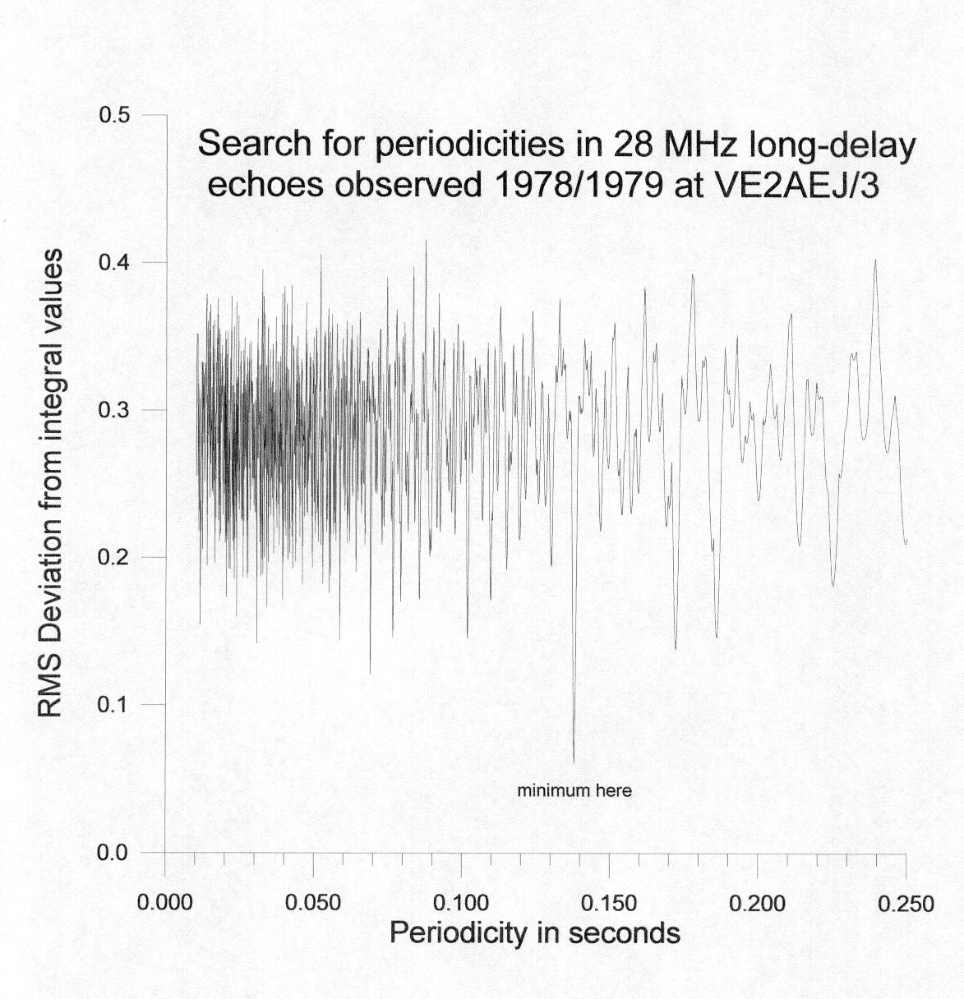 Search for periodicities in 28 MHz long-delay
echoes observed 1978/1979 at VE2AEJ/3
RMS Deviation from integral values
0.5
0.4
0.3
0.2
0.1
0.0
minimum here
0.000 0.050 0.100 0.150 0.200 0.250
Periodicity in seconds